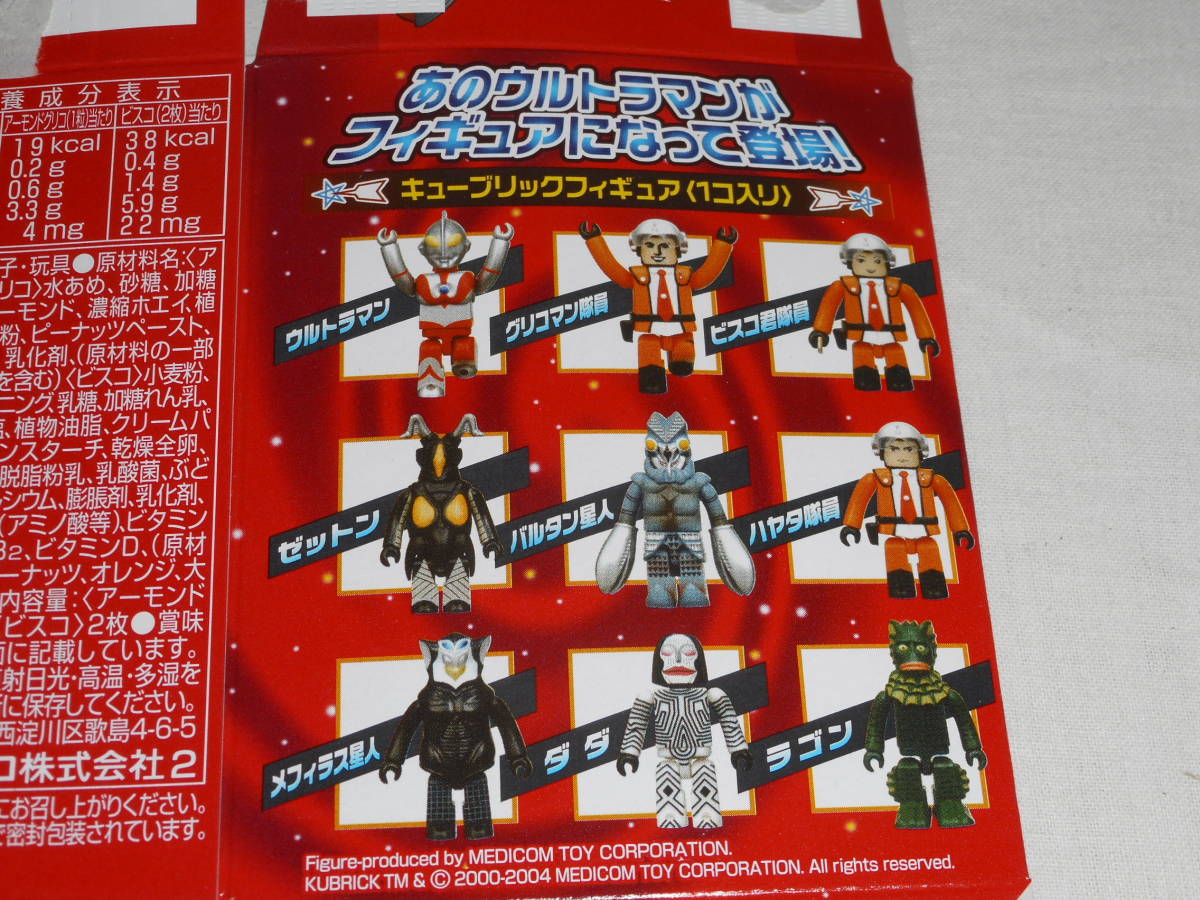 養成分表示
アーモンドグリコ(1粒)当たり ビスコ(2枚)当たり
19kcal 38kcal
0.2g 0.4g
0.6g 1.4g
3.3g 5.9g
4mg 22mg
子・玩具●原材料名:〈ア
リコ〉水あめ、砂糖、加糖
ーモンド、濃縮ホエイ、植
粉、ピーナッツペースト、
乳化剤、(原材料の一部
を含む)〈ビスコ〉小麦粉、
ニング、乳糖、加糖れん乳、
、植物油脂、クリームパ
ンスターチ、乾燥全卵、
脱脂粉乳、乳酸菌、ぶど
シウム、膨脹剤、乳化剤、
(アミノ酸等)、ビタミン
B2、ビタミンD、(原材
ーナッツ、オレンジ、大
内容量:〈アーモンド
ビスコ〉2枚●賞味
面に記載しています。
射日光・高温・多湿を
に保存してください。
西淀川区歌島4-6-5
コ株式会社2
にお召し上がりください。
で密封包装されています。
あのウルトラマンが
フィギュアになって登場!
キューブリックフィギュア〈1コ入り〉
ウルトラマン
グリコマン隊員
ビスコ君隊員
ゼットン
バルタン星人
ハヤタ隊員
メフィラス星人
ダダ
ラゴン
Figure-produced by MEDICOM TOY CORPORATION.
KUBRICK TM & © 2000-2004 MEDICOM TOY CORPORATION. All rights reserved.